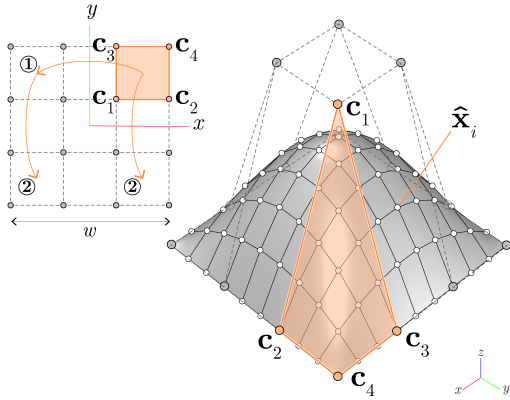 y
c₃ c₄
①
c₁ c₂
x
② ②
w
c₁
x̂ᵢ
c₂ c₃
c₄
z
x y